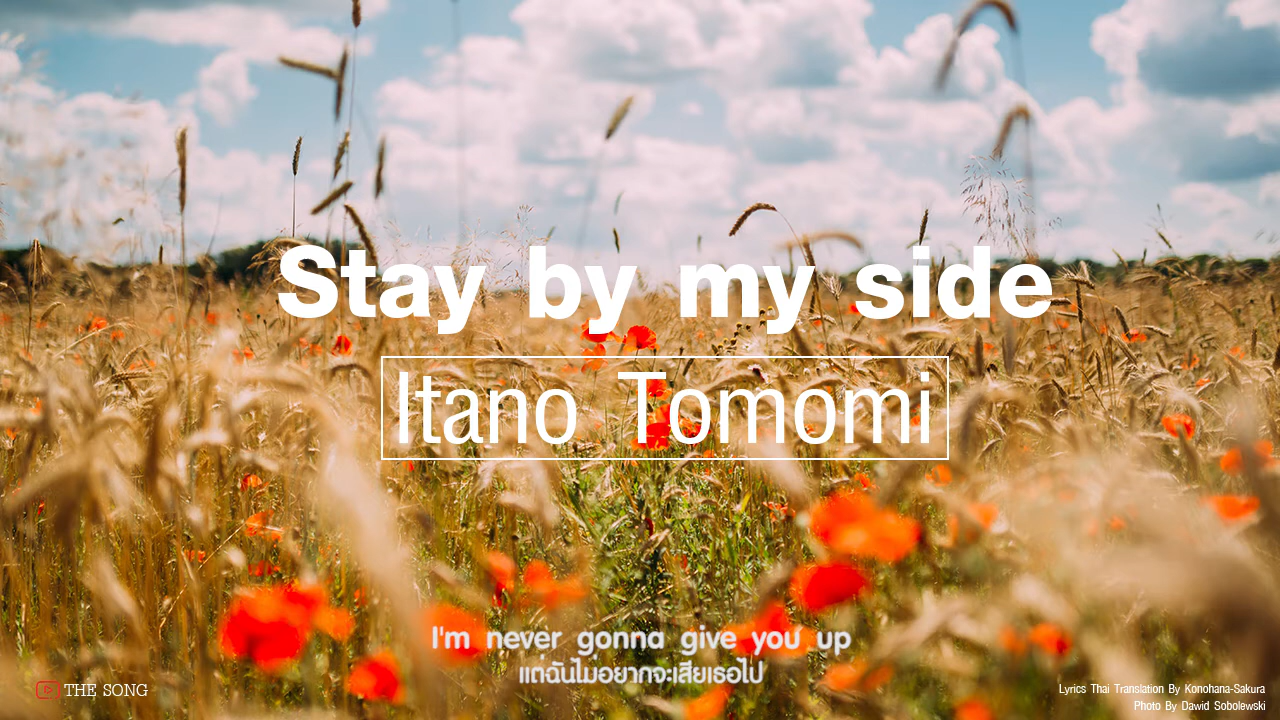 Stay by my side
Itano Tomomi
I'm never gonna give you up
แต่ฉันไม่อยากจะเสียเธอไป
THE SONG
Lyrics Thai Translation By Konohana-Sakura
Photo By Dawid Sobolewski